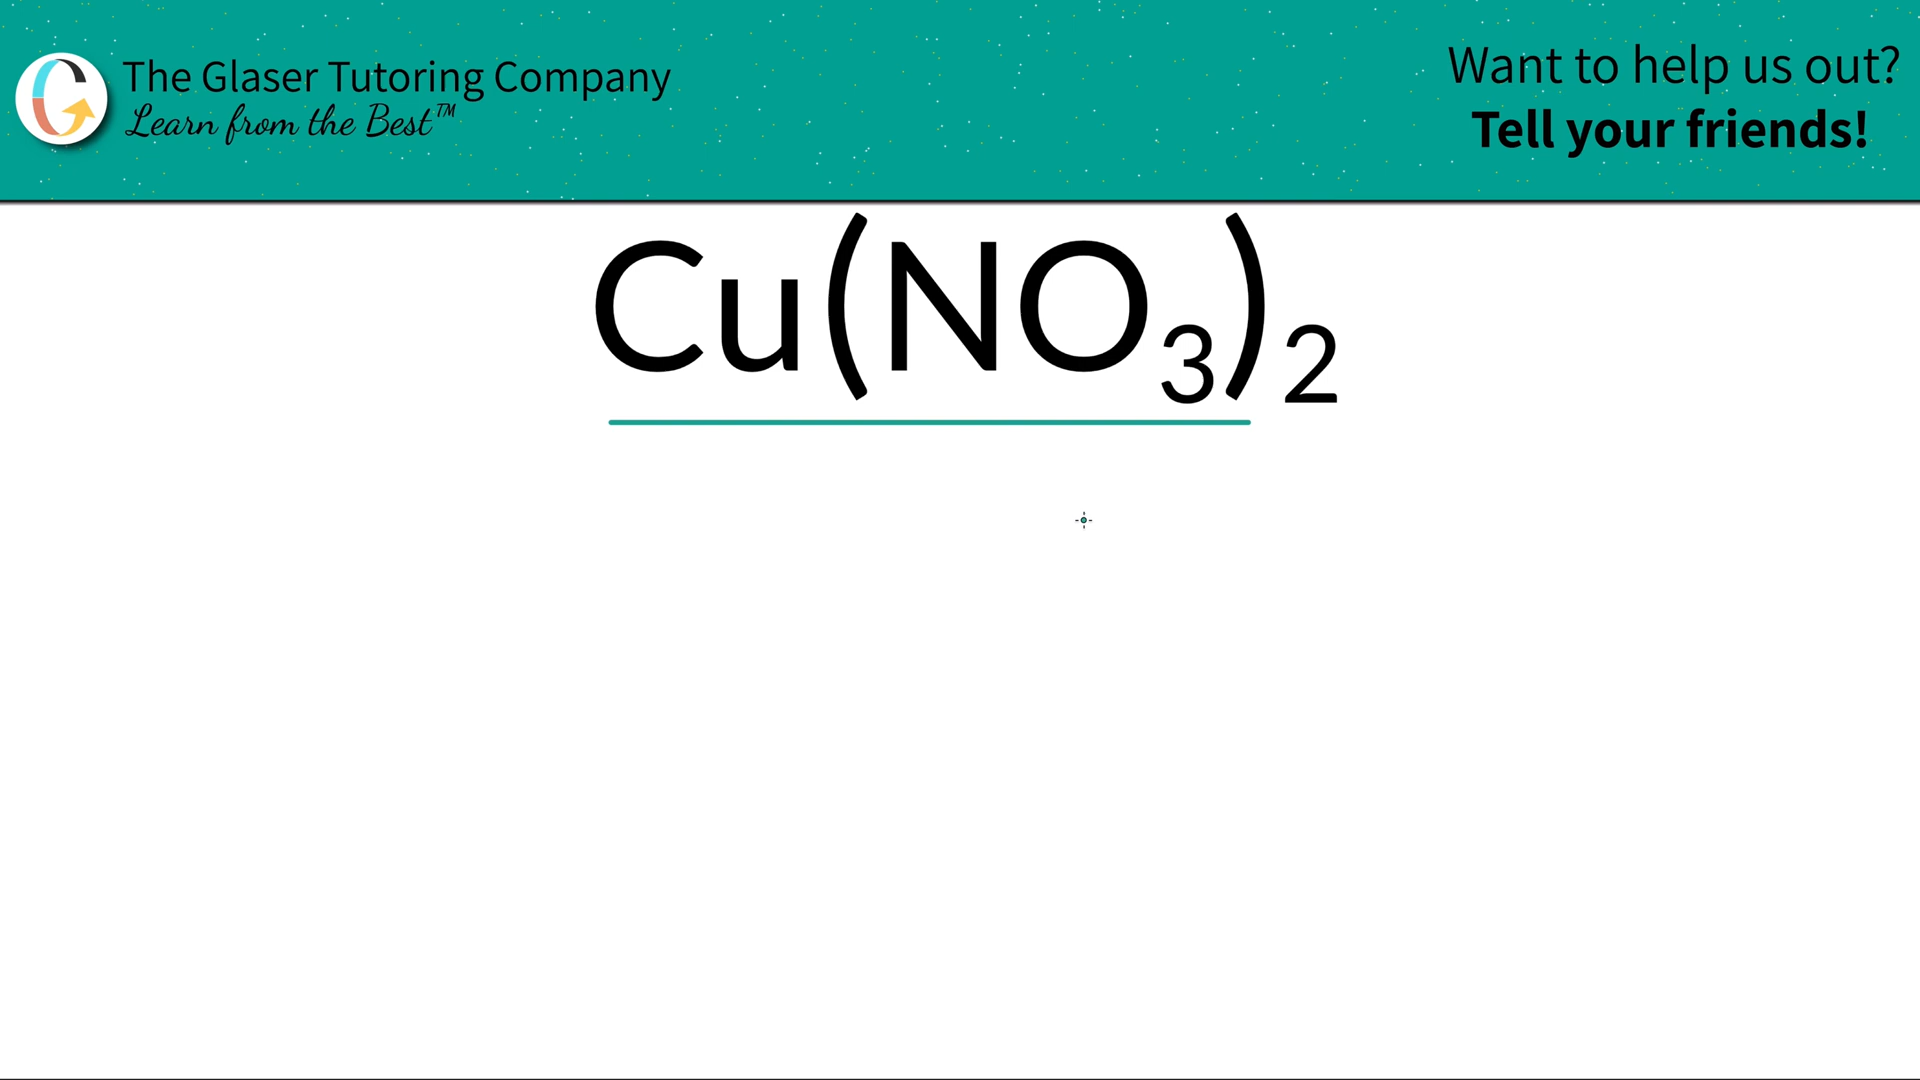 The Glaser Tutoring Company
Learn from the Best™
Want to help us out?
Tell your friends!
Cu(NO₃)₂